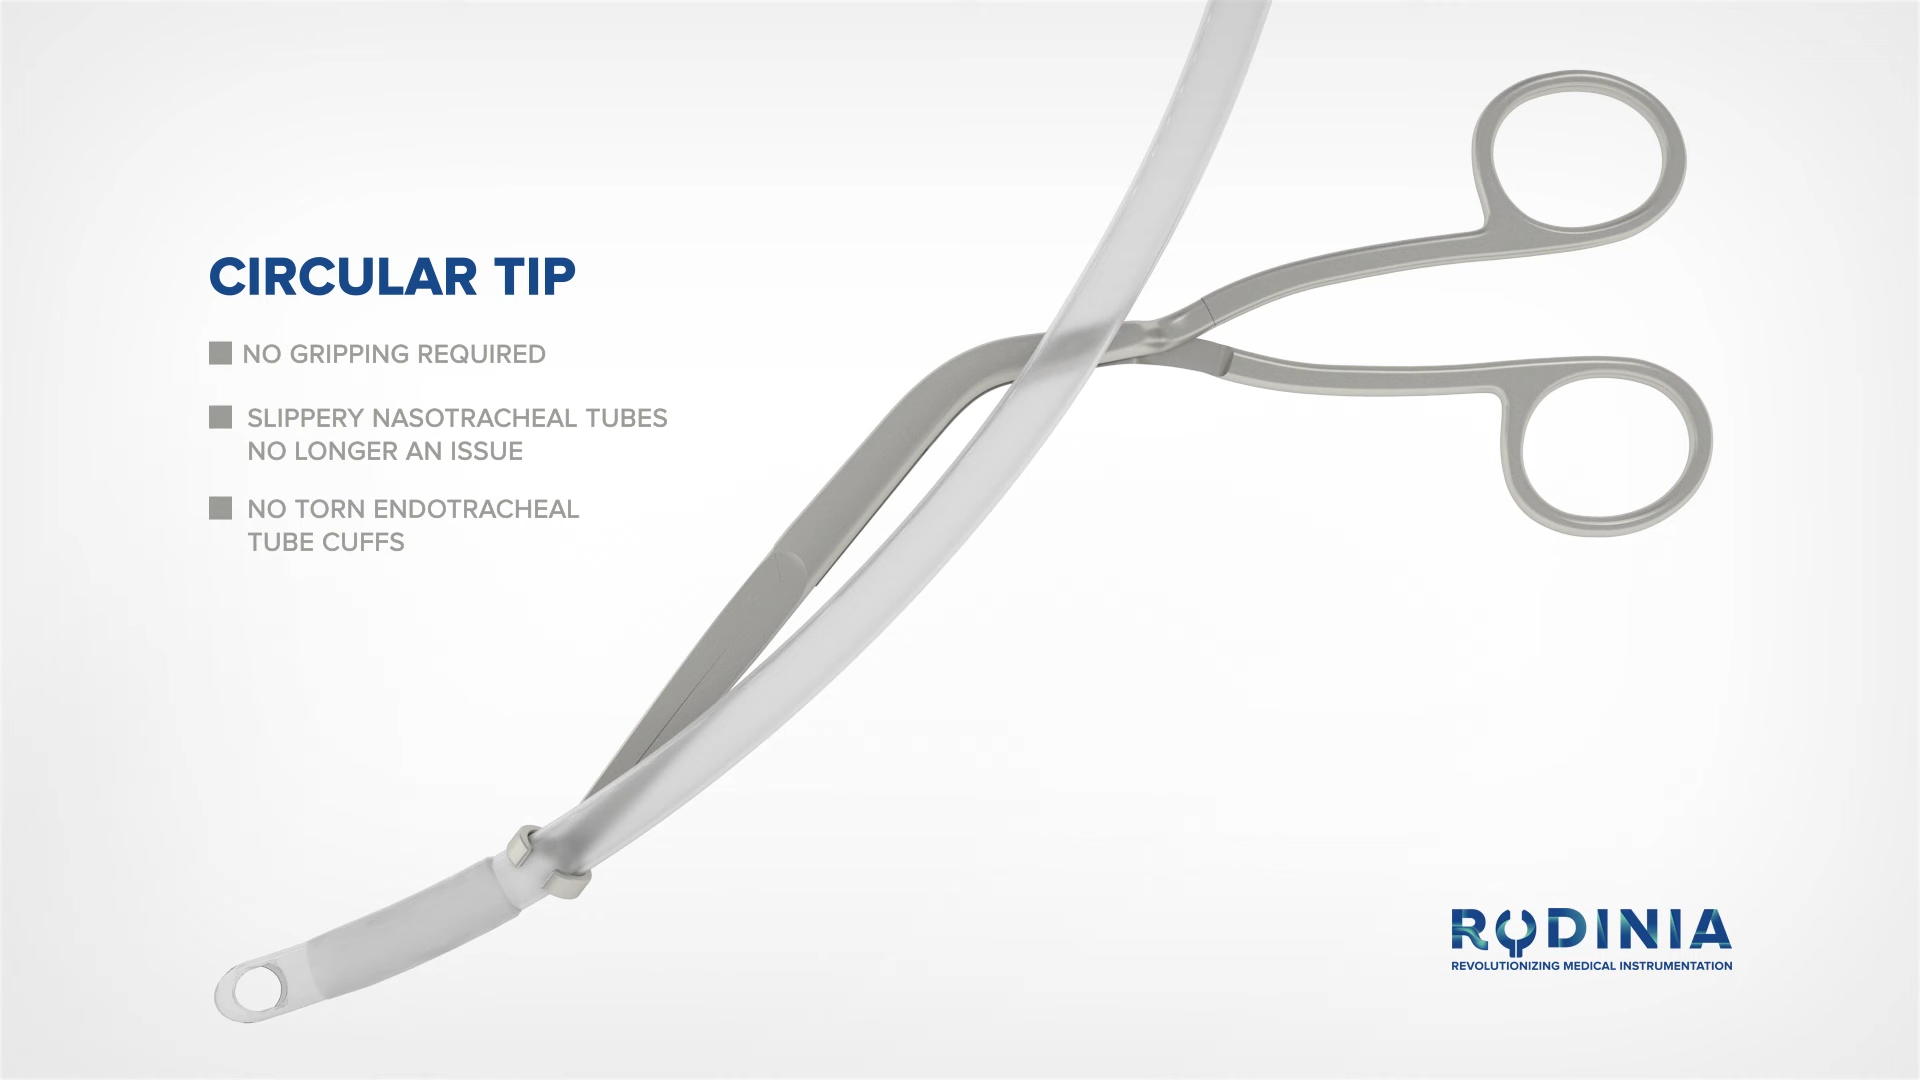 CIRCULAR TIP
NO GRIPPING REQUIRED
SLIPPERY NASOTRACHEAL TUBES
NO LONGER AN ISSUE
NO TORN ENDOTRACHEAL
TUBE CUFFS
RODINIA
REVOLUTIONIZING MEDICAL INSTRUMENTATION